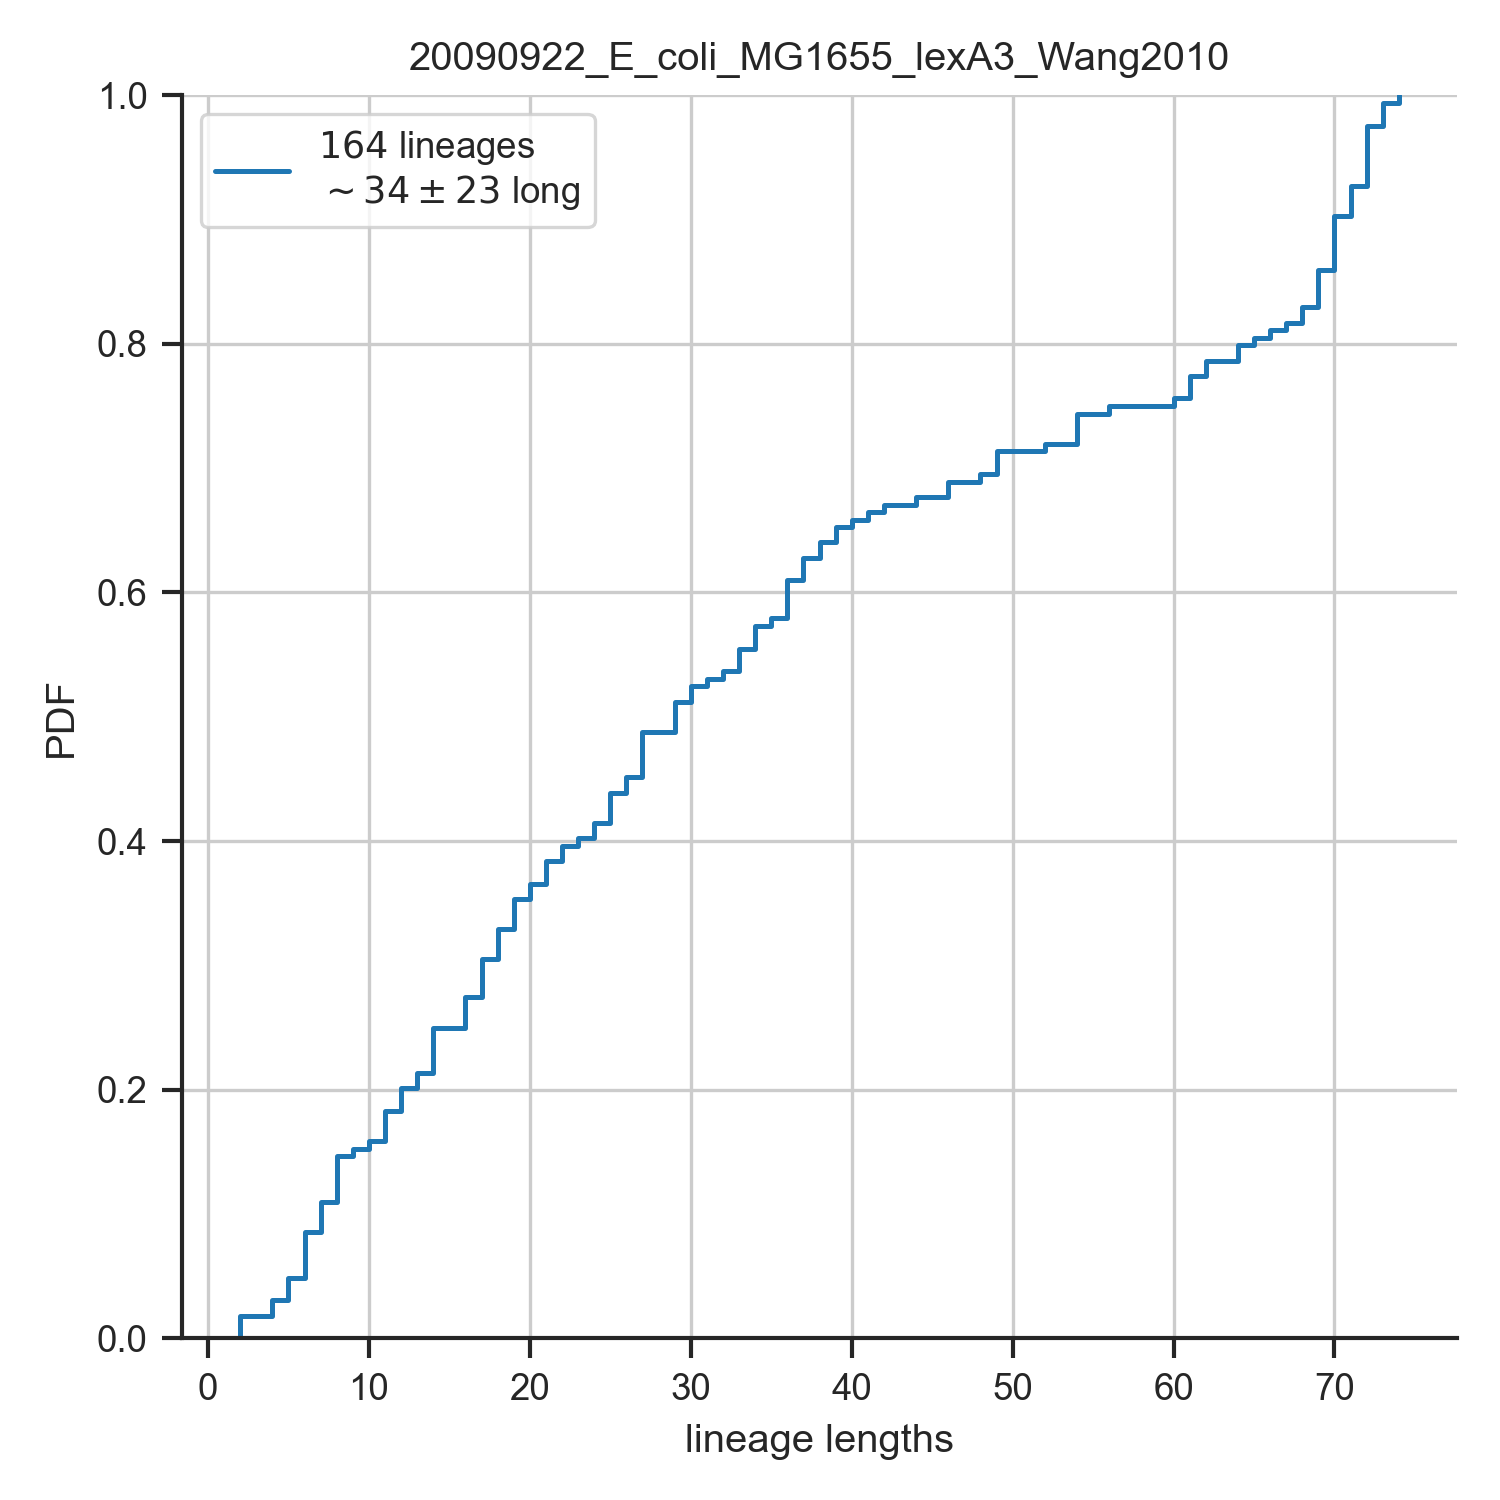 20090922_E_coli_MG1655_lexA3_Wang2010
1.0
0.8
0.6
0.4
0.2
0.0
PDF
164 lineages
~ 34 ± 23 long
0 10 20 30 40 50 60 70
lineage lengths